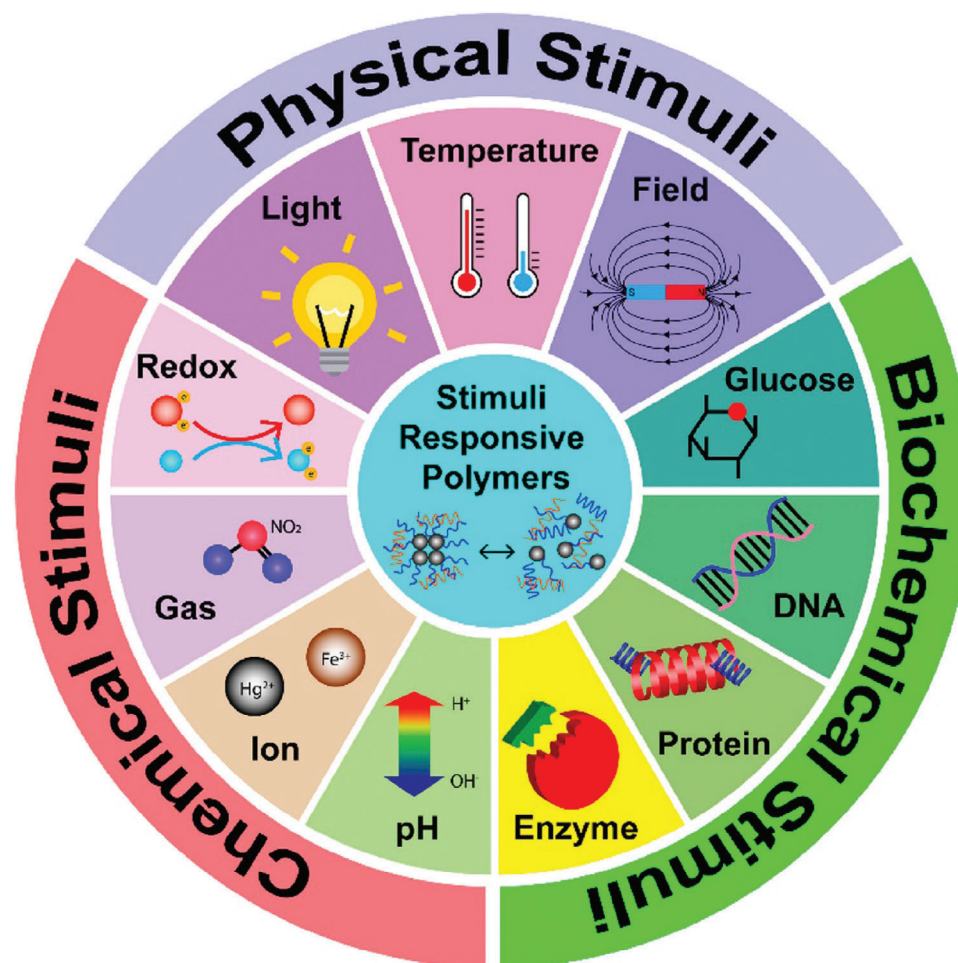 Physical Stimuli
Temperature
Light
Field
S
N
Redox
e
e
e
e
Glucose
Stimuli
Responsive
Polymers
NO₂
Gas
DNA
Fe³⁺
Hg²⁺
Ion
H⁺
OH⁻
pH
Enzyme
Protein
Chemical Stimuli
Biochemical Stimuli